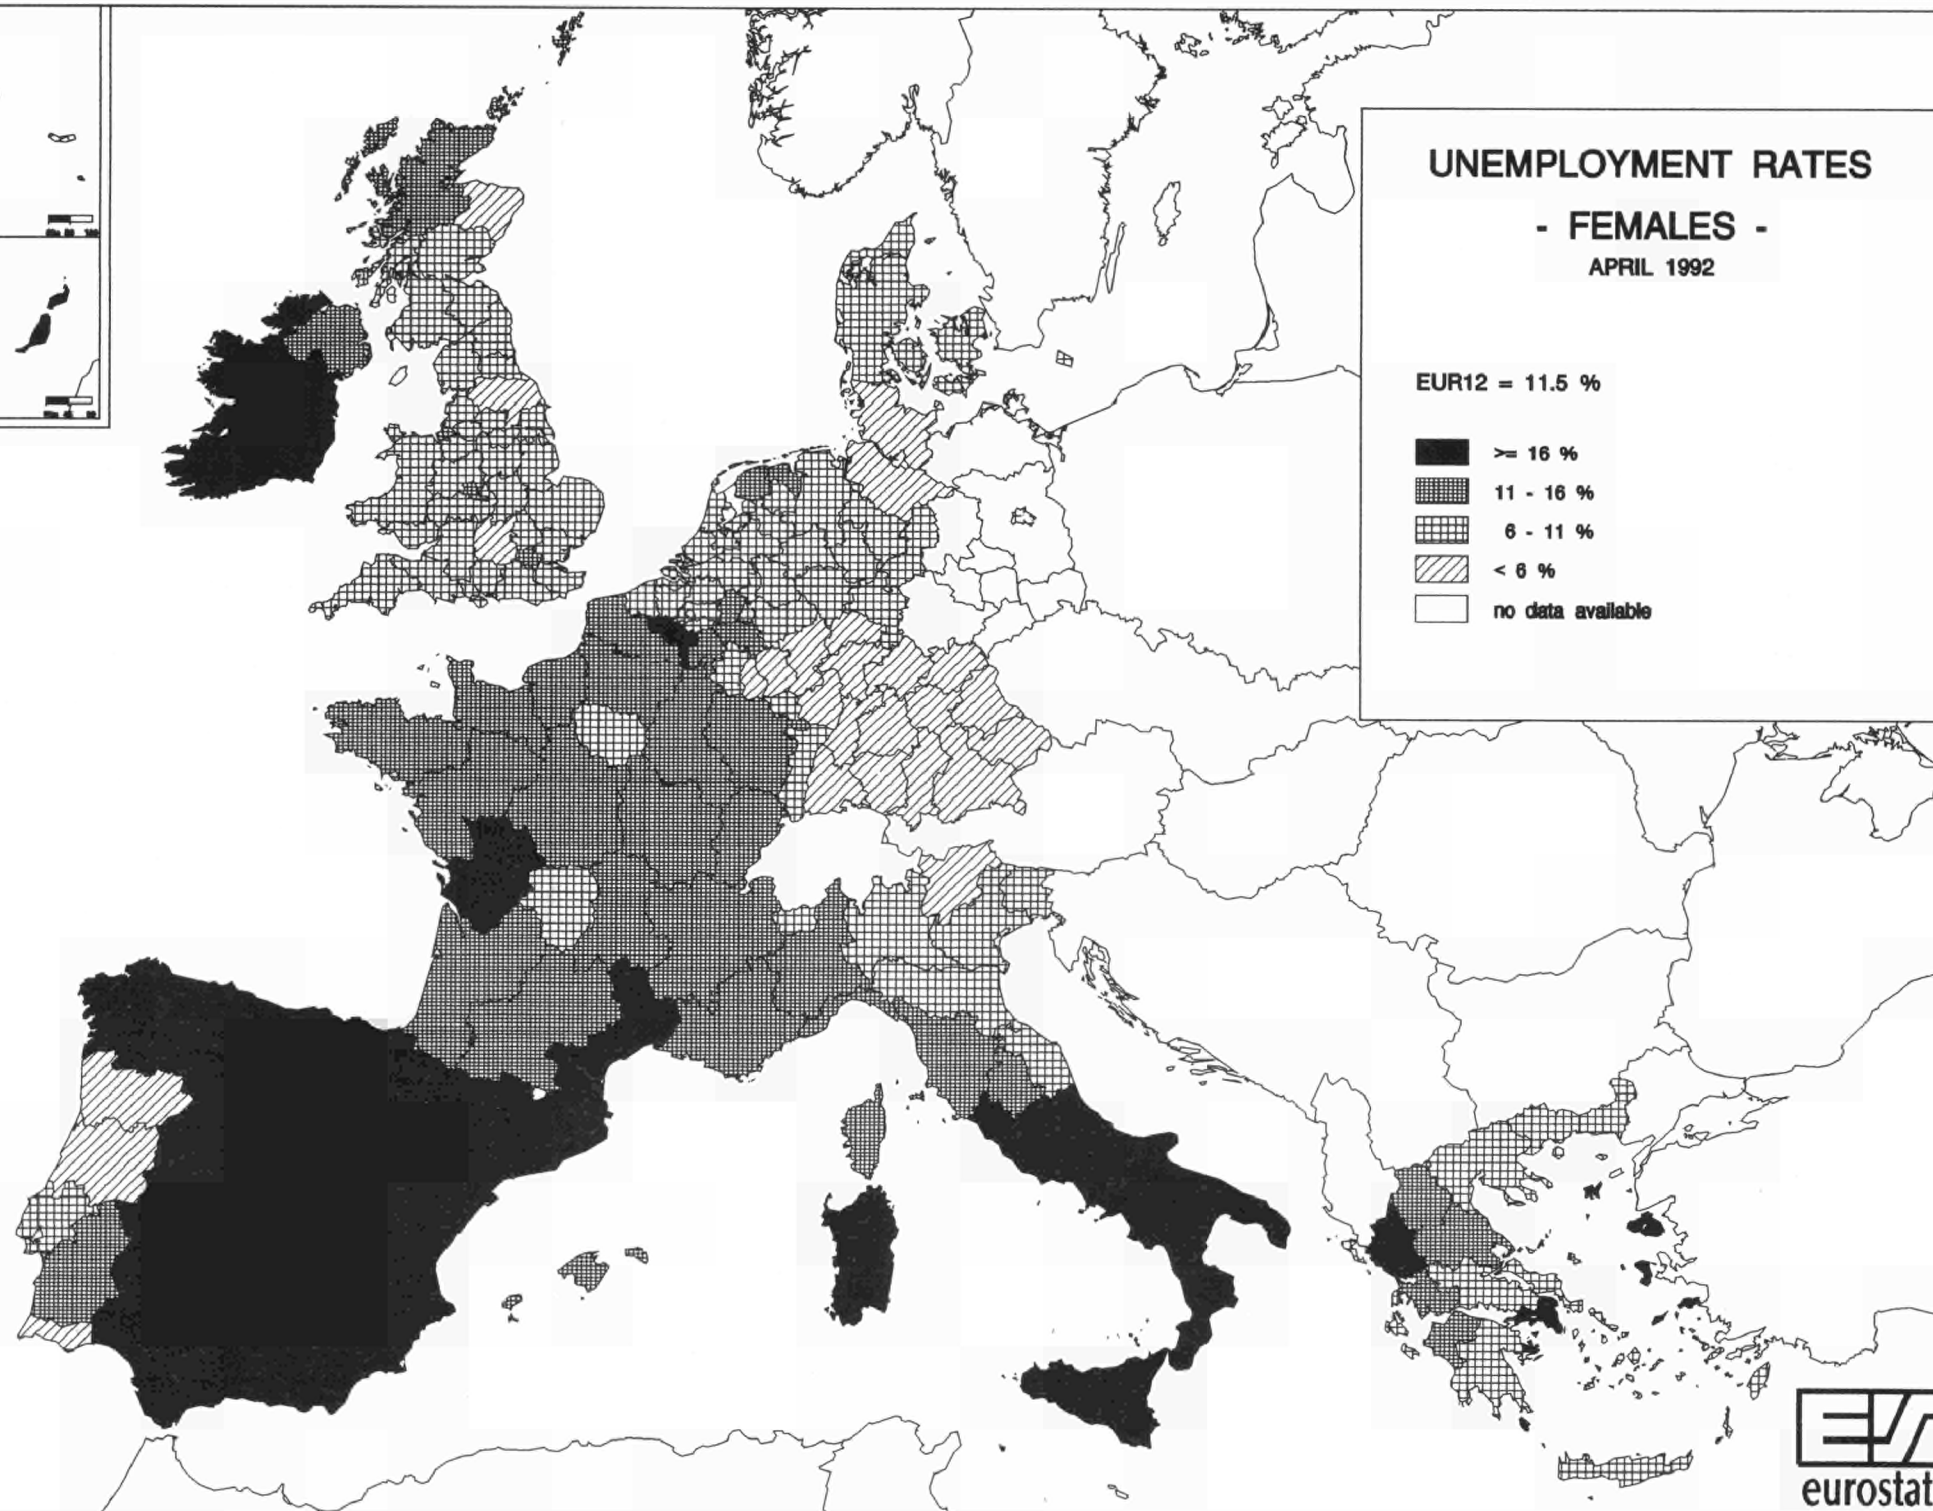 UNEMPLOYMENT RATES
- FEMALES -
APRIL 1992
EUR12 = 11.5 %
>= 16 %
11 - 16 %
6 - 11 %
< 6 %
no data available
eurostat